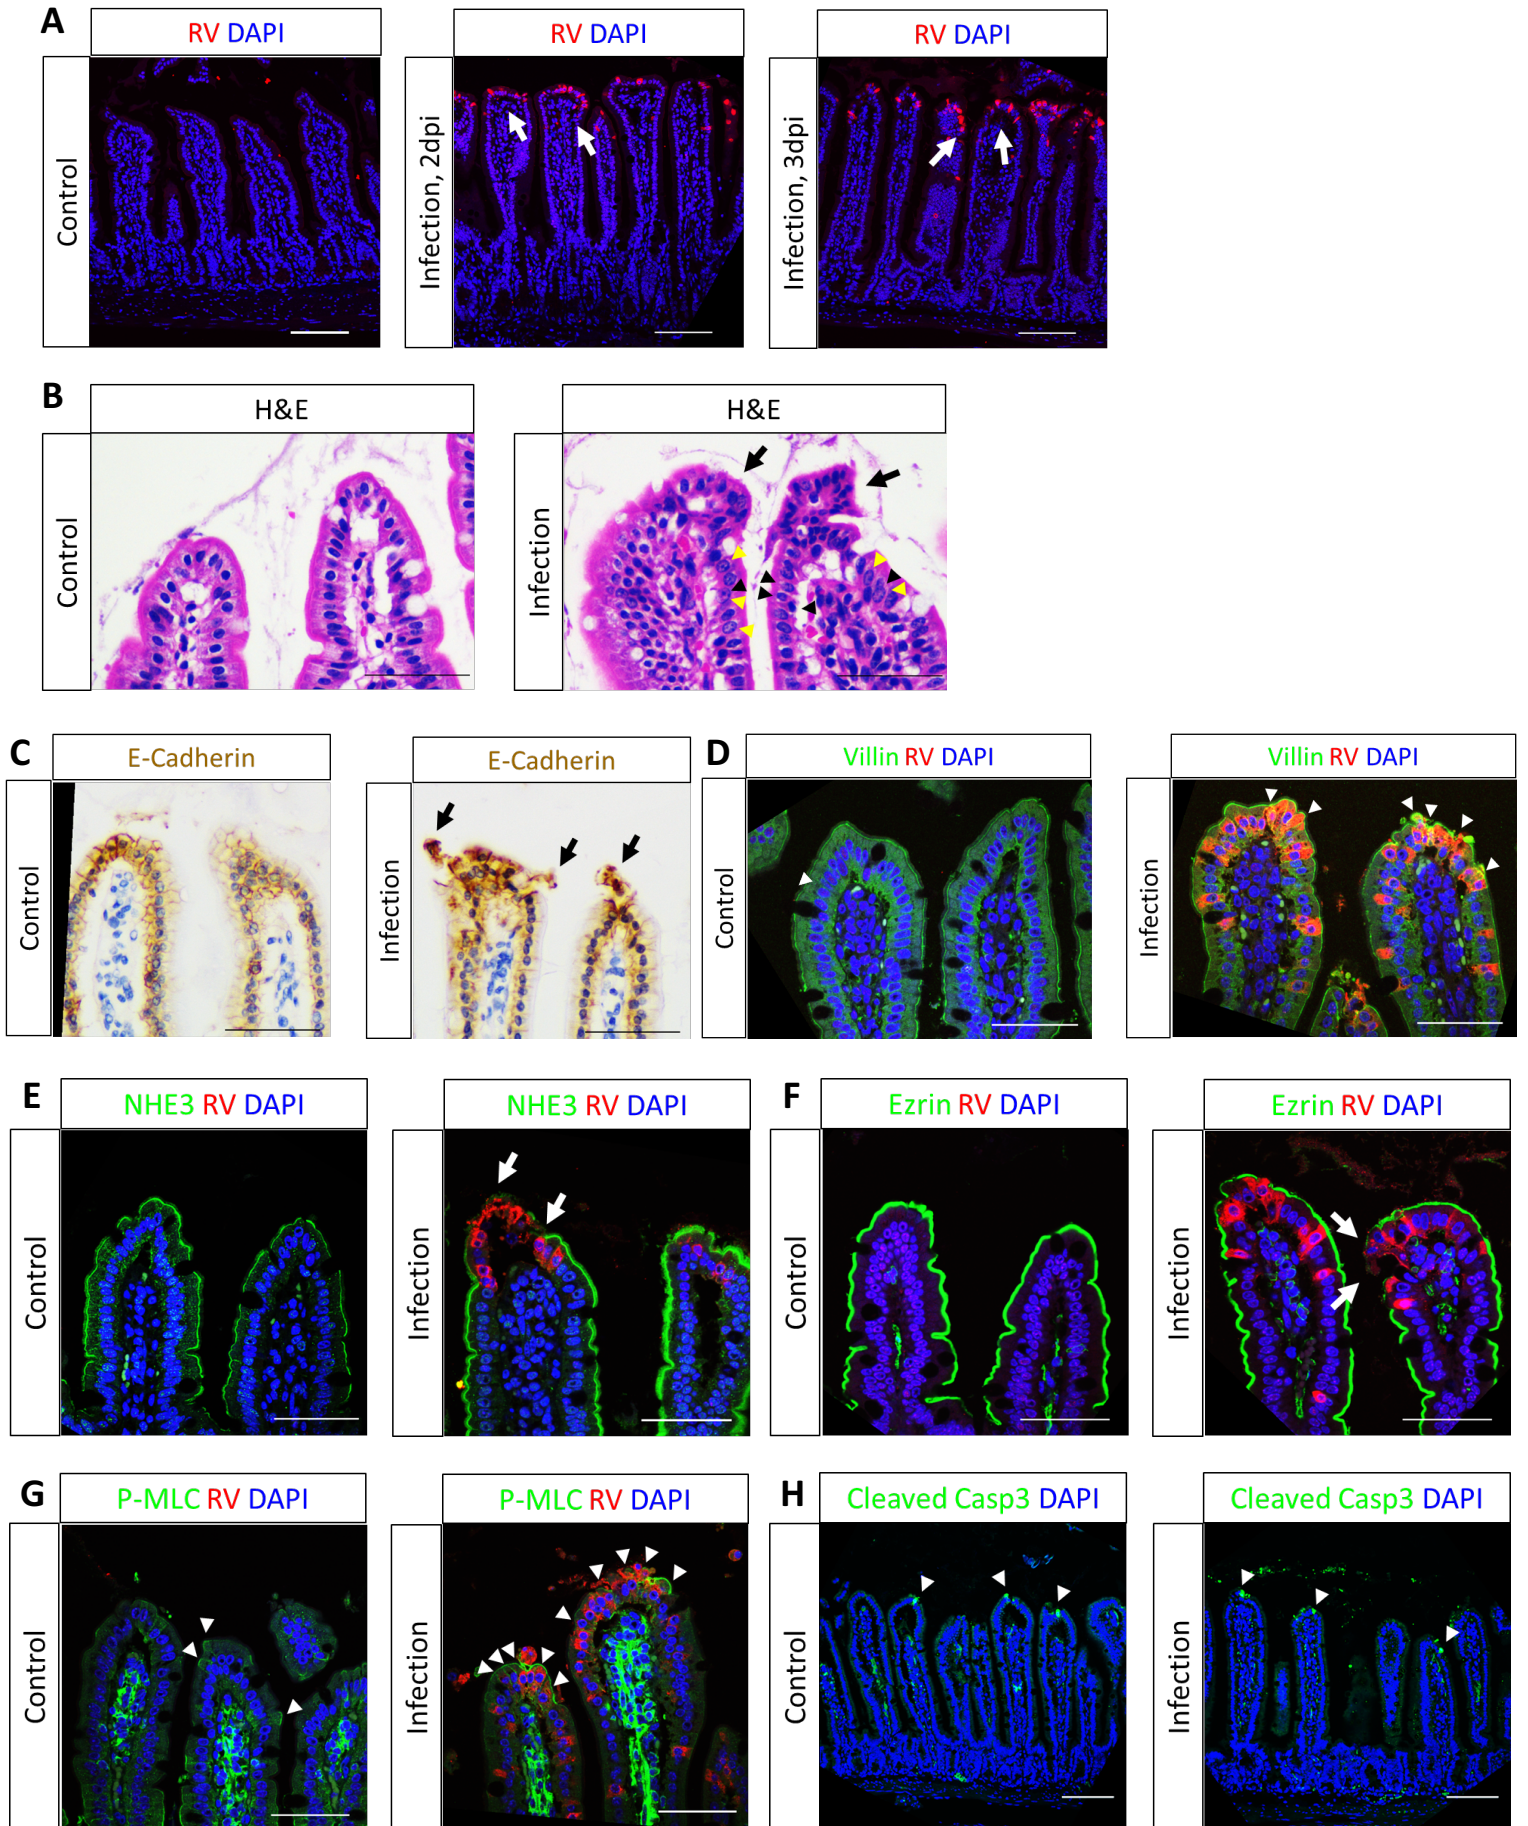 A
RV DAPI
RV DAPI
RV DAPI
Control
Infection, 2dpi
Infection, 3dpi
B
H&E
H&E
Control
Infection
C
E-Cadherin
E-Cadherin
D
Villin RV DAPI
Villin RV DAPI
Control
Infection
Control
Infection
E
NHE3 RV DAPI
NHE3 RV DAPI
F
Ezrin RV DAPI
Ezrin RV DAPI
Control
Infection
Control
Infection
G
P-MLC RV DAPI
P-MLC RV DAPI
H
Cleaved Casp3 DAPI
Cleaved Casp3 DAPI
Control
Infection
Control
Infection